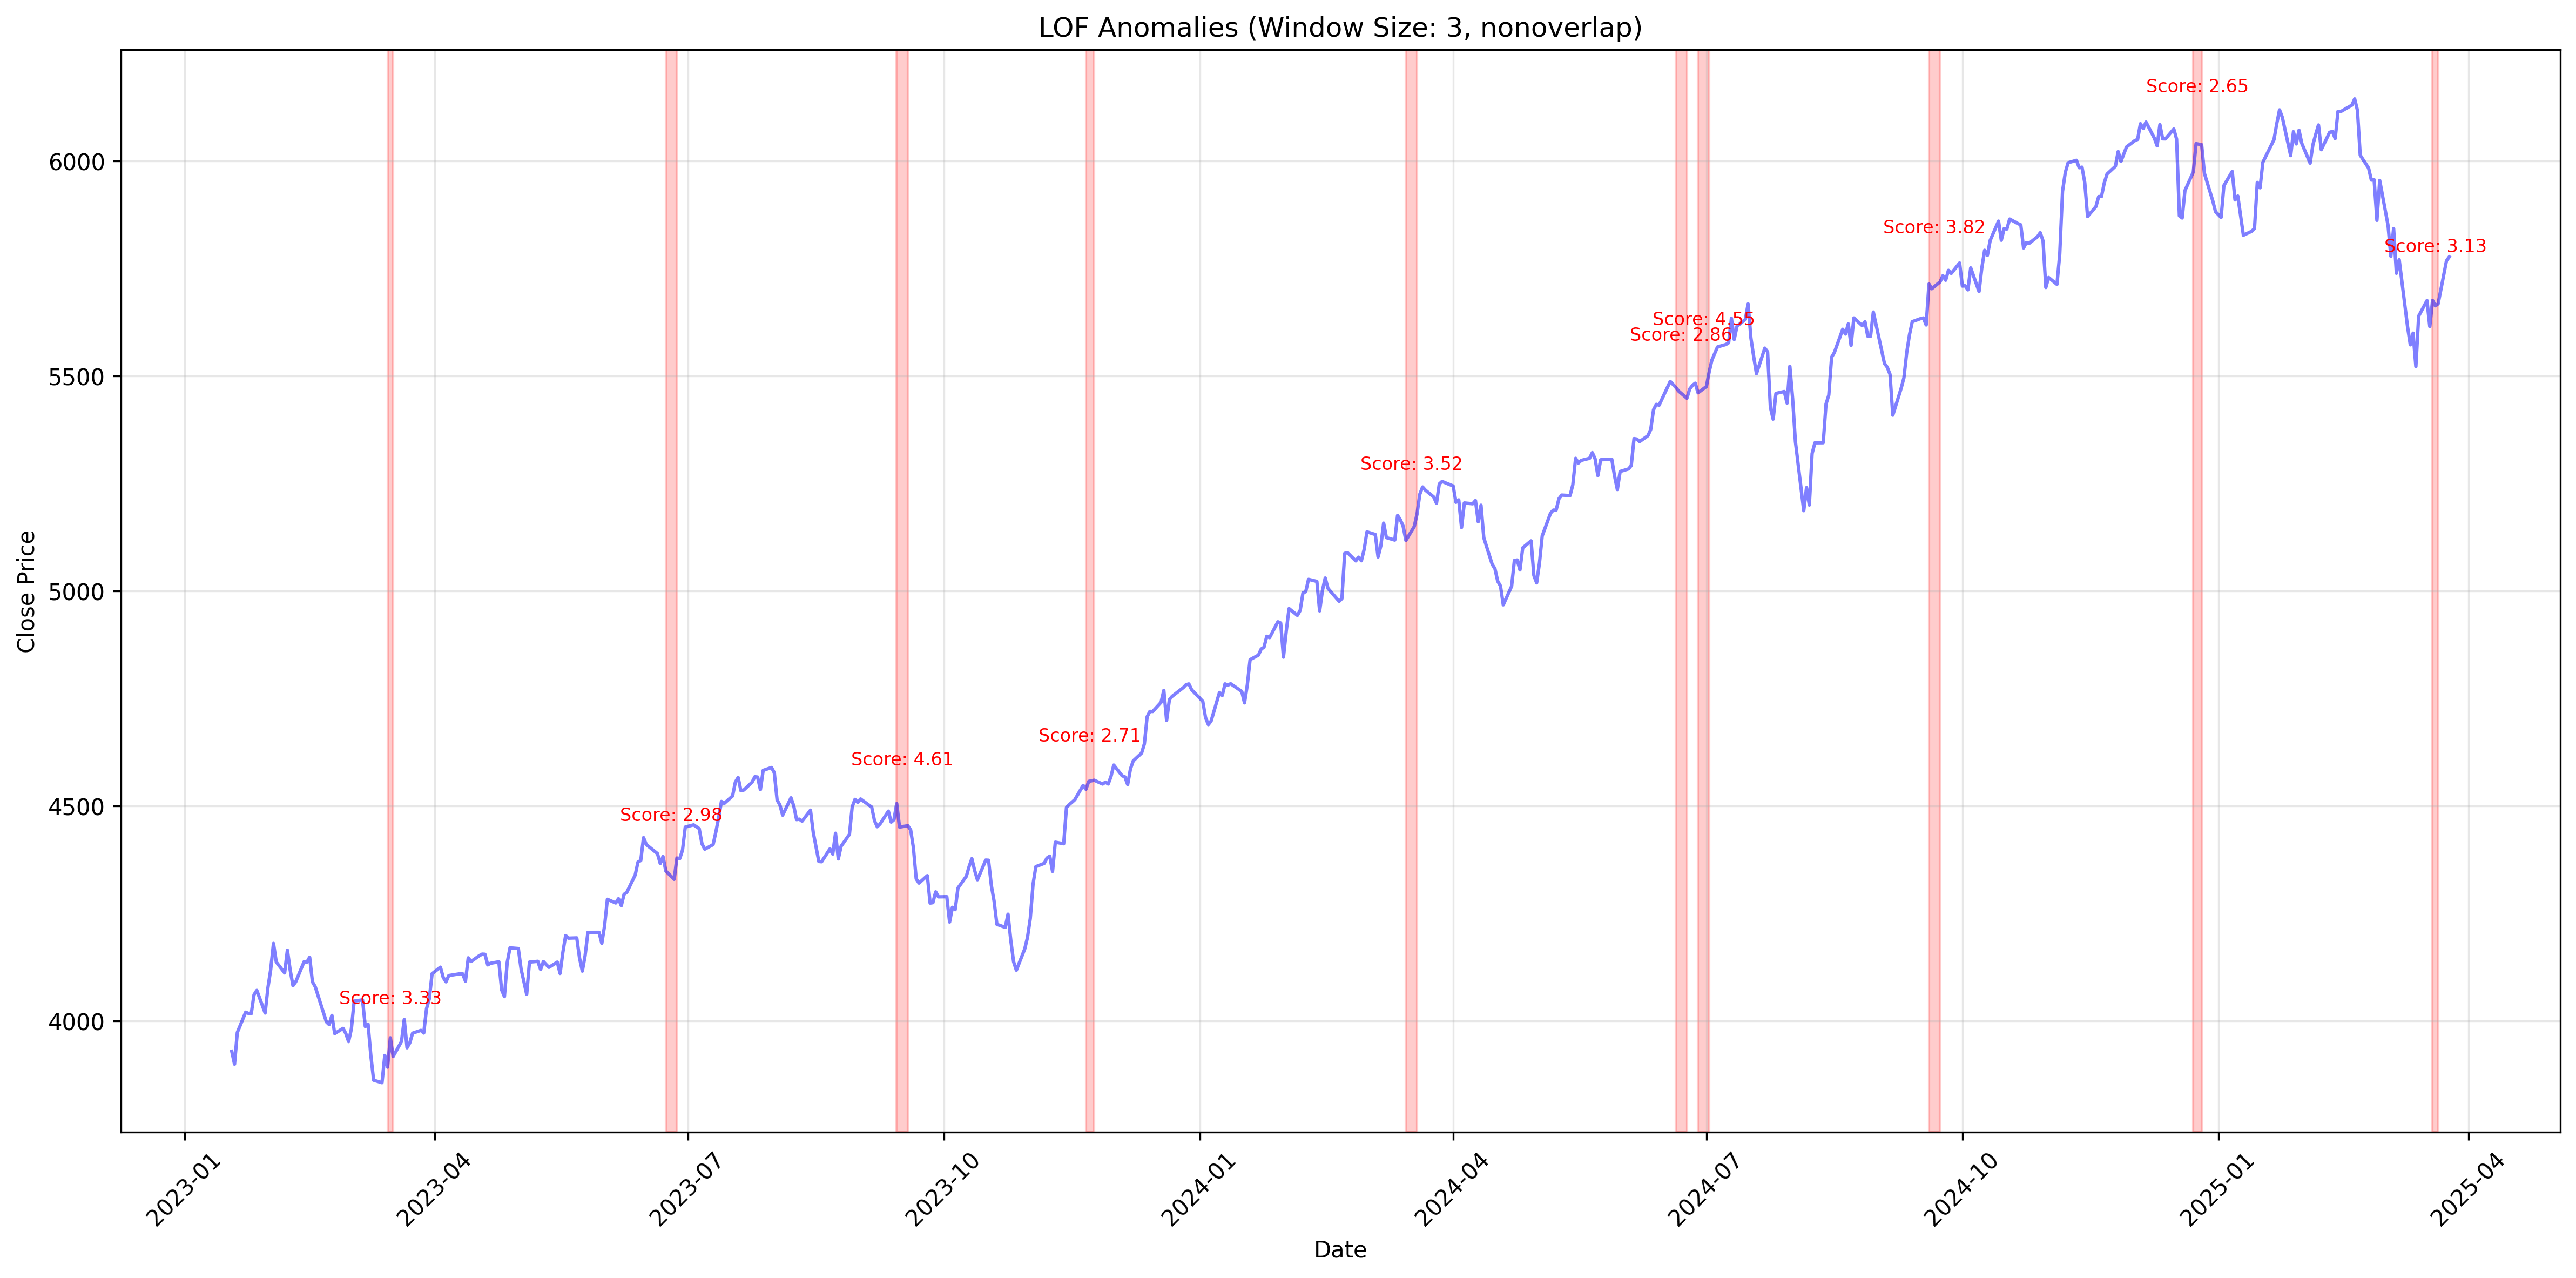 LOF Anomalies (Window Size: 3, nonoverlap)
Score: 2.65
Score: 3.82
Score: 3.13
Score: 4.55
Score: 2.86
Score: 3.52
Score: 2.71
Score: 4.61
Score: 2.98
Score: 3.33
Close Price
6000
5500
5000
4500
4000
2023-01
2023-04
2023-07
2023-10
2024-01
2024-04
2024-07
2024-10
2025-01
2025-04
Date